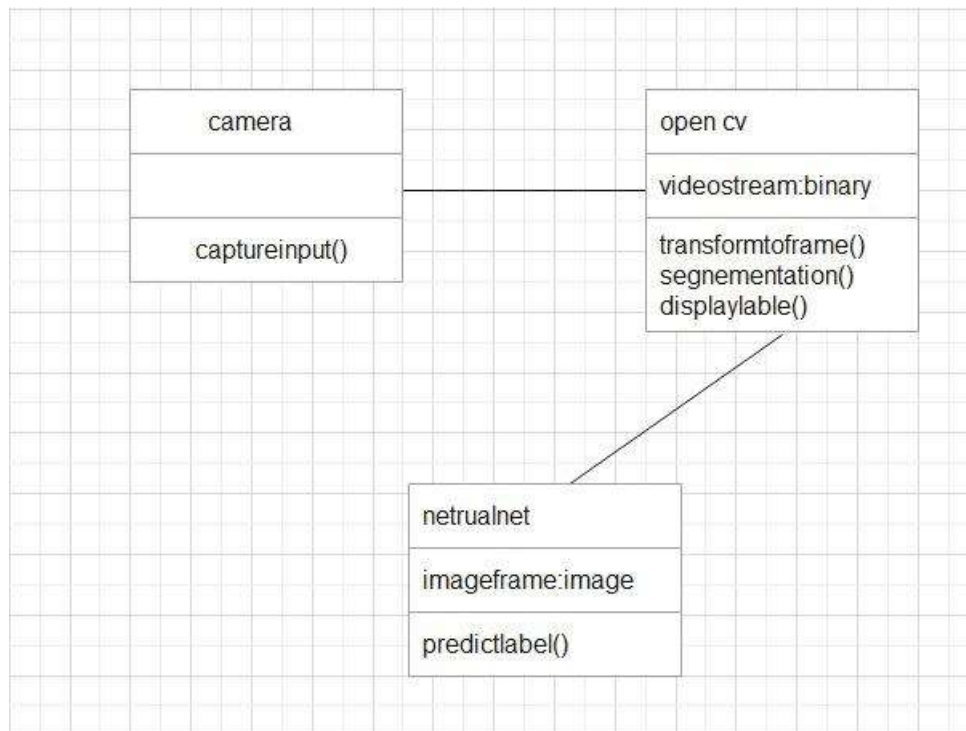 camera
captureinput()
open cv
videostream:binary
transformtoframe()
segnementation()
displaylable()
netrualnet
imageframe:image
predictlabel()